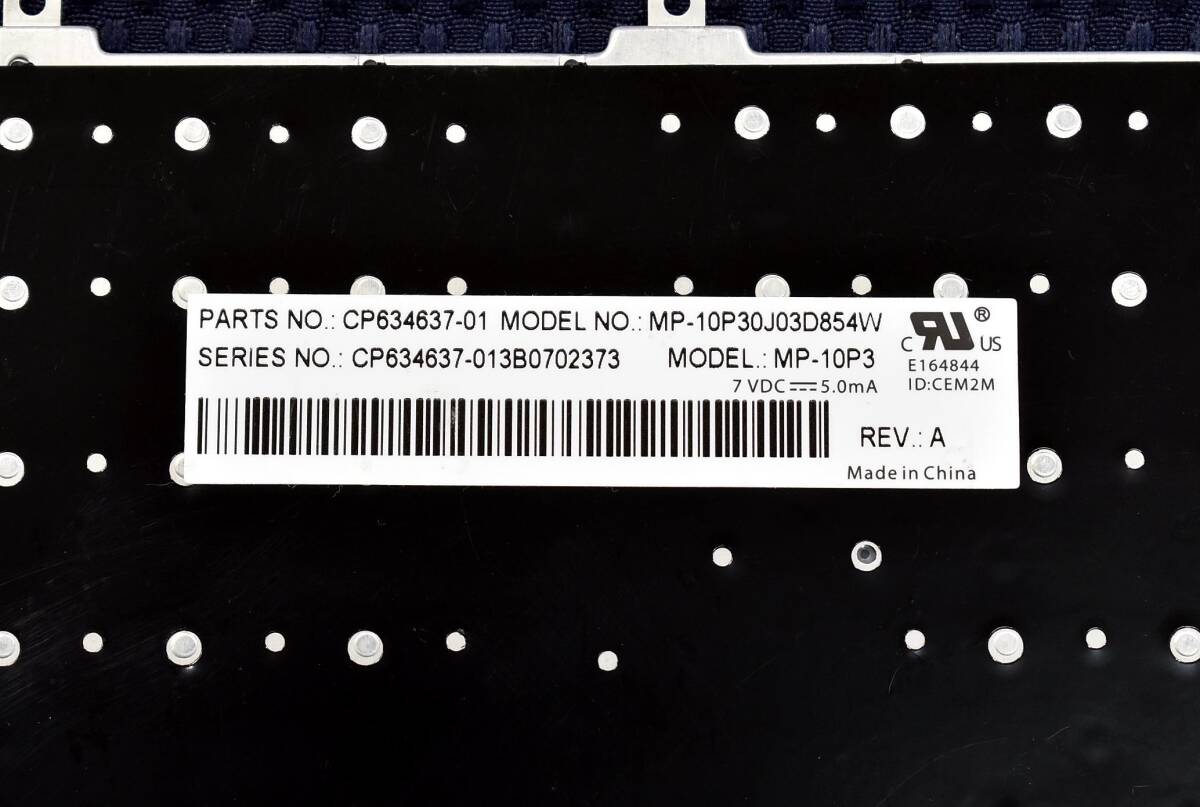 PARTS NO.: CP634637-01 MODEL NO.: MP-10P30J03D854W
SERIES NO.: CP634637-013B0702373 MODEL.: MP-10P3
7 VDC⎓5.0mA
C RU® US
E164844
ID:CEM2M
REV.: A
Made in China